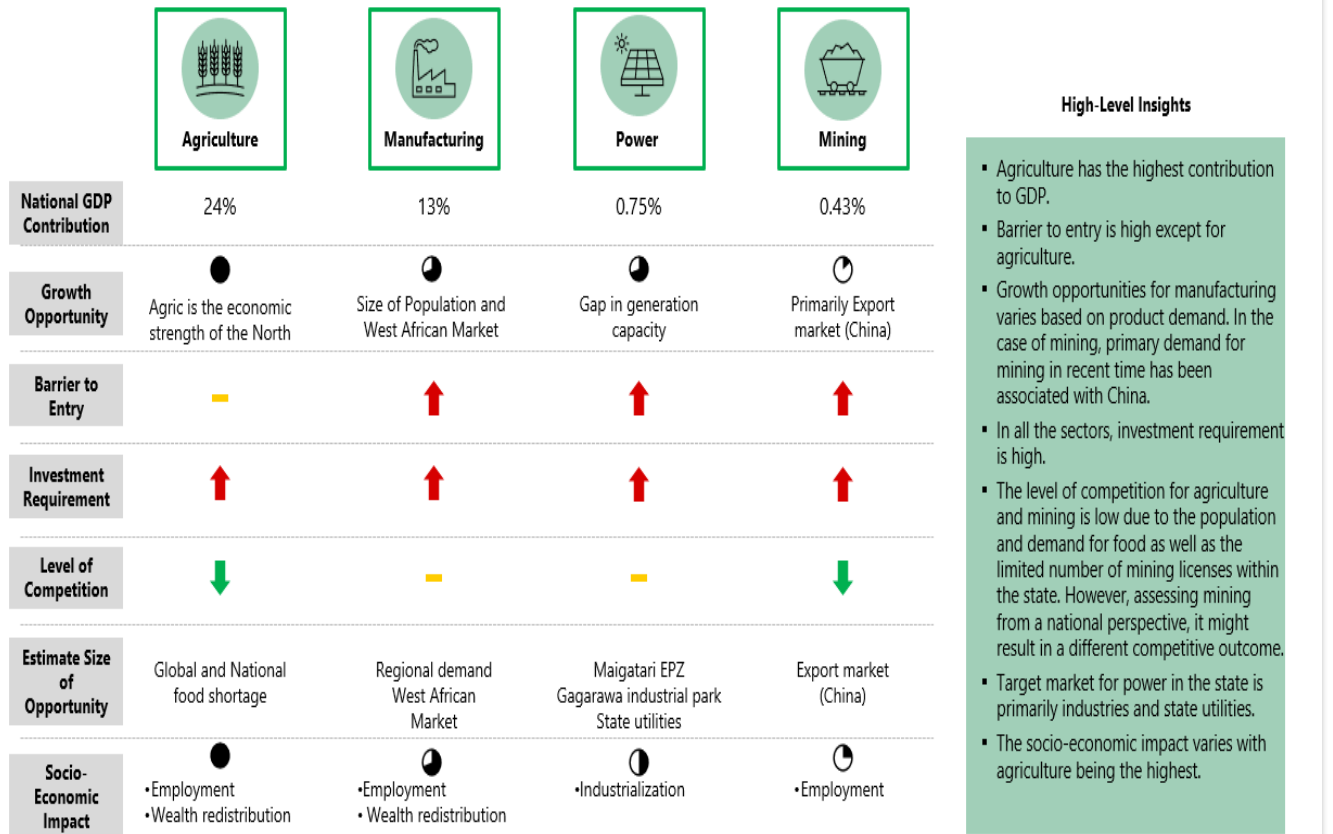 Agriculture
Manufacturing
Power
Mining
National GDP
Contribution
24%
13%
0.75%
0.43%
Growth
Opportunity
Agric is the economic
strength of the North
Size of Population and
West African Market
Gap in generation
capacity
Primarily Export
market (China)
Barrier to
Entry
Investment
Requirement
Level of
Competition
Estimate Size
of
Opportunity
Global and National
food shortage
Regional demand
West African
Market
Maigatari EPZ
Gagarawa industrial park
State utilities
Export market
(China)
Socio-
Economic
Impact
•Employment
•Wealth redistribution
•Employment
• Wealth redistribution
•Industrialization
•Employment
High-Level Insights
▪ Agriculture has the highest contribution
to GDP.
▪ Barrier to entry is high except for
agriculture.
▪ Growth opportunities for manufacturing
varies based on product demand. In the
case of mining, primary demand for
mining in recent time has been
associated with China.
▪ In all the sectors, investment requirement
is high.
▪ The level of competition for agriculture
and mining is low due to the population
and demand for food as well as the
limited number of mining licenses within
the state. However, assessing mining
from a national perspective, it might
result in a different competitive outcome.
▪ Target market for power in the state is
primarily industries and state utilities.
▪ The socio-economic impact varies with
agriculture being the highest.